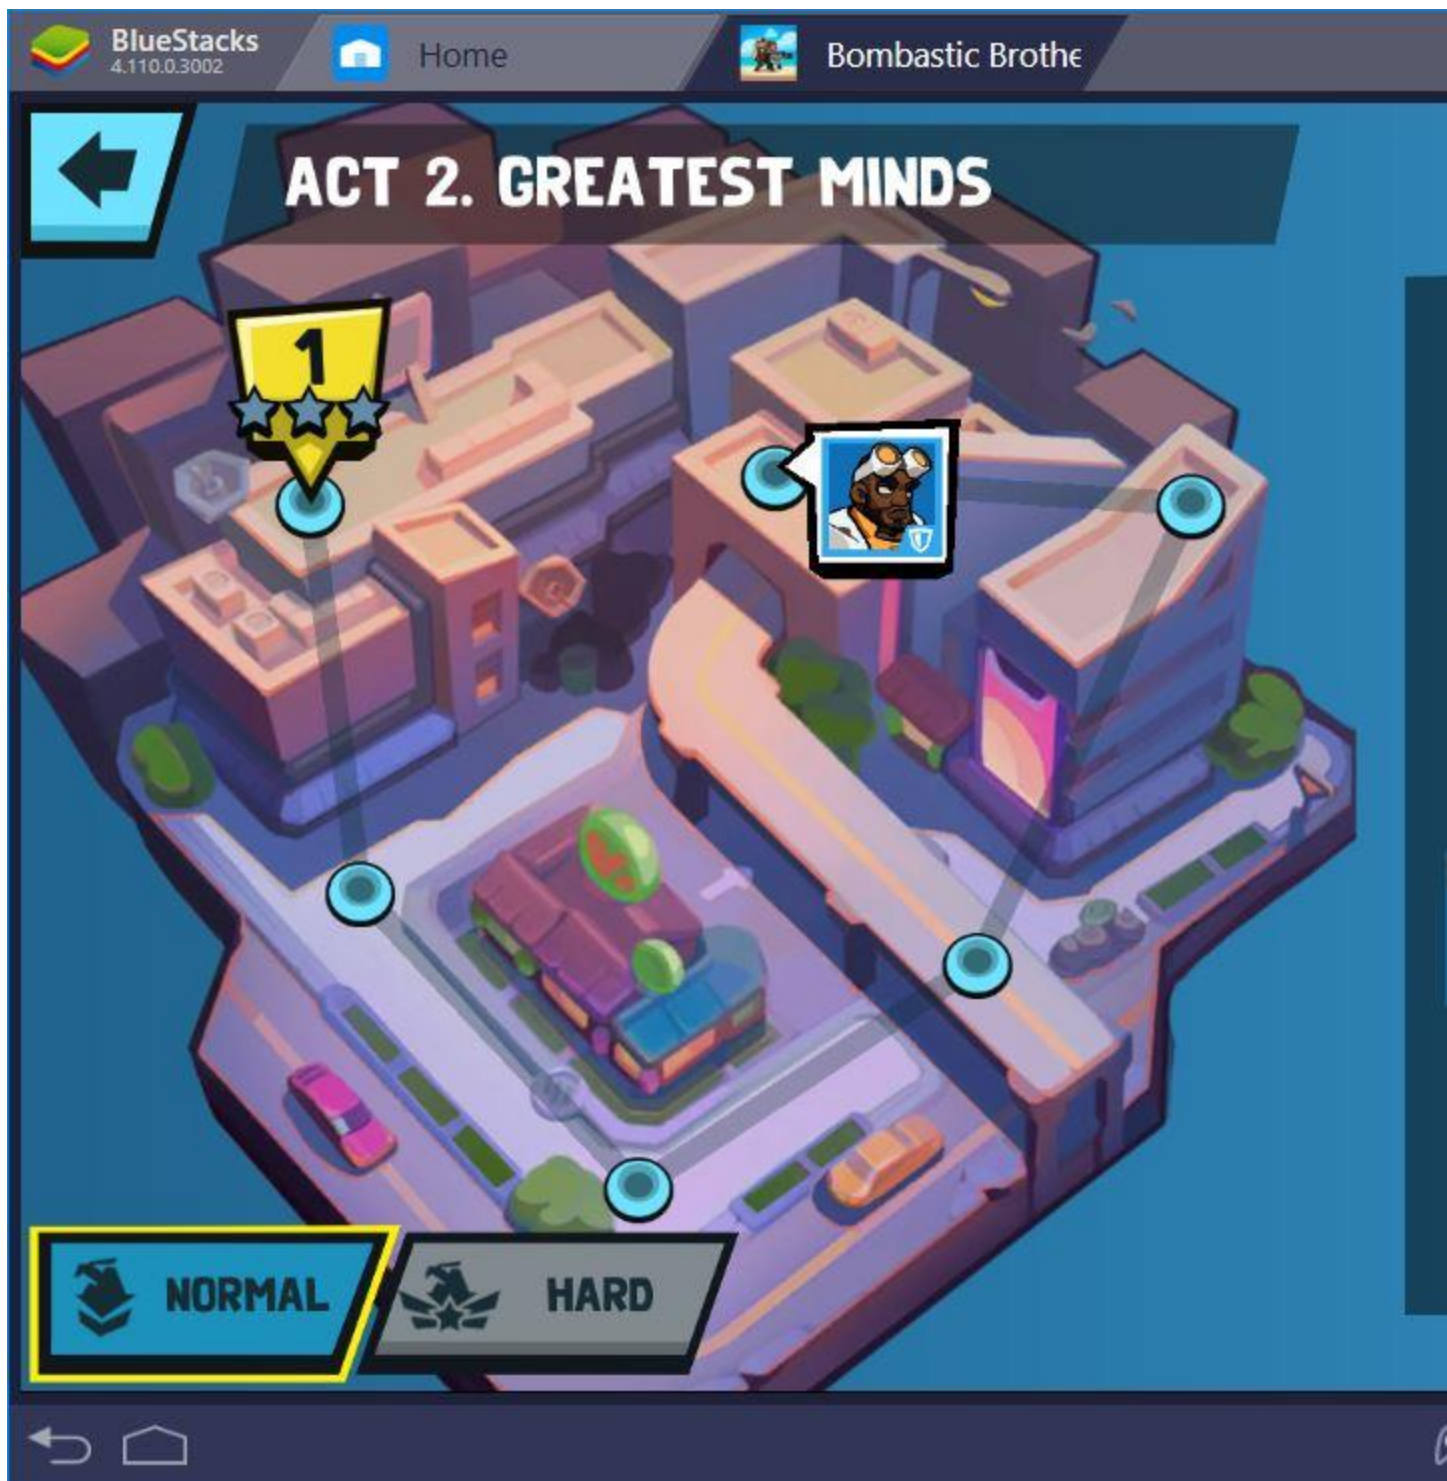 BlueStacks
4.110.0.3002
Home
Bombastic Brothe
ACT 2. GREATEST MINDS
1
NORMAL
HARD